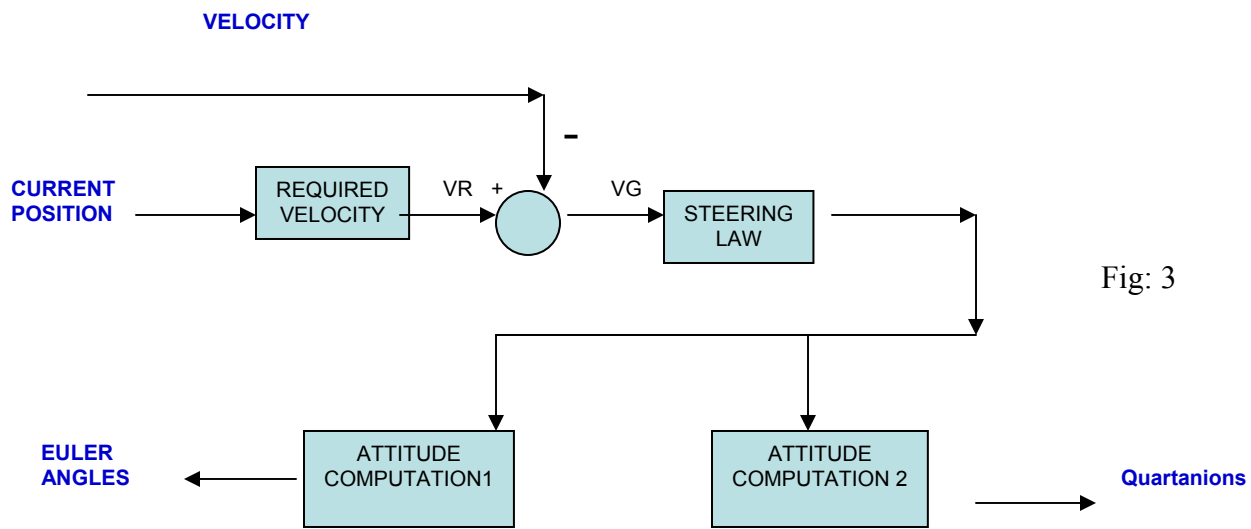 VELOCITY
-
CURRENT
POSITION
REQUIRED
VELOCITY
VR +
VG
STEERING
LAW
Fig: 3
EULER
ANGLES
ATTITUDE
COMPUTATION1
ATTITUDE
COMPUTATION 2
Quartanions